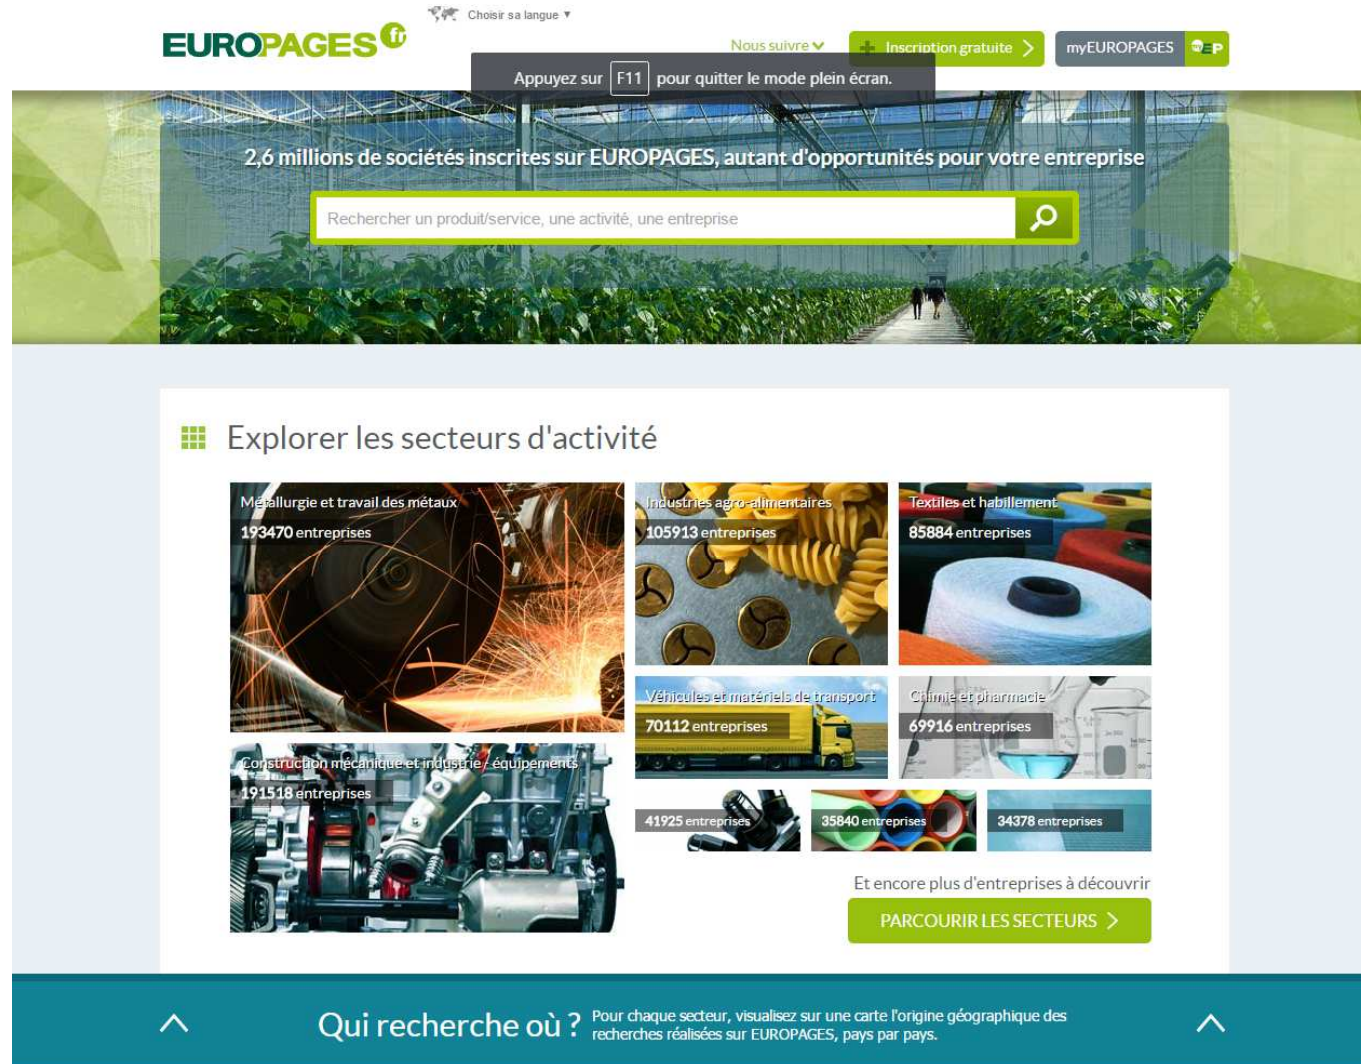 Choisir sa langue ▼
EUROPAGES fr
Nous suivre
+ Inscription gratuite >
myEUROPAGES my EP
Appuyez sur F11 pour quitter le mode plein écran.
2,6 millions de sociétés inscrites sur EUROPAGES, autant d'opportunités pour votre entreprise
Rechercher un produit/service, une activité, une entreprise
Explorer les secteurs d'activité
Métallurgie et travail des métaux
193470 entreprises
Industries agro-alimentaires
105913 entreprises
Textiles et habillement
85884 entreprises
Véhicules et matériels de transport
70112 entreprises
Chimie et pharmacie
69916 entreprises
Construction mécanique et industrie - équipements
191518 entreprises
41925 entreprises
35840 entreprises
34378 entreprises
Et encore plus d'entreprises à découvrir
PARCOURIR LES SECTEURS >
Qui recherche où ?
Pour chaque secteur, visualisez sur une carte l'origine géographique des
recherches réalisées sur EUROPAGES, pays par pays.